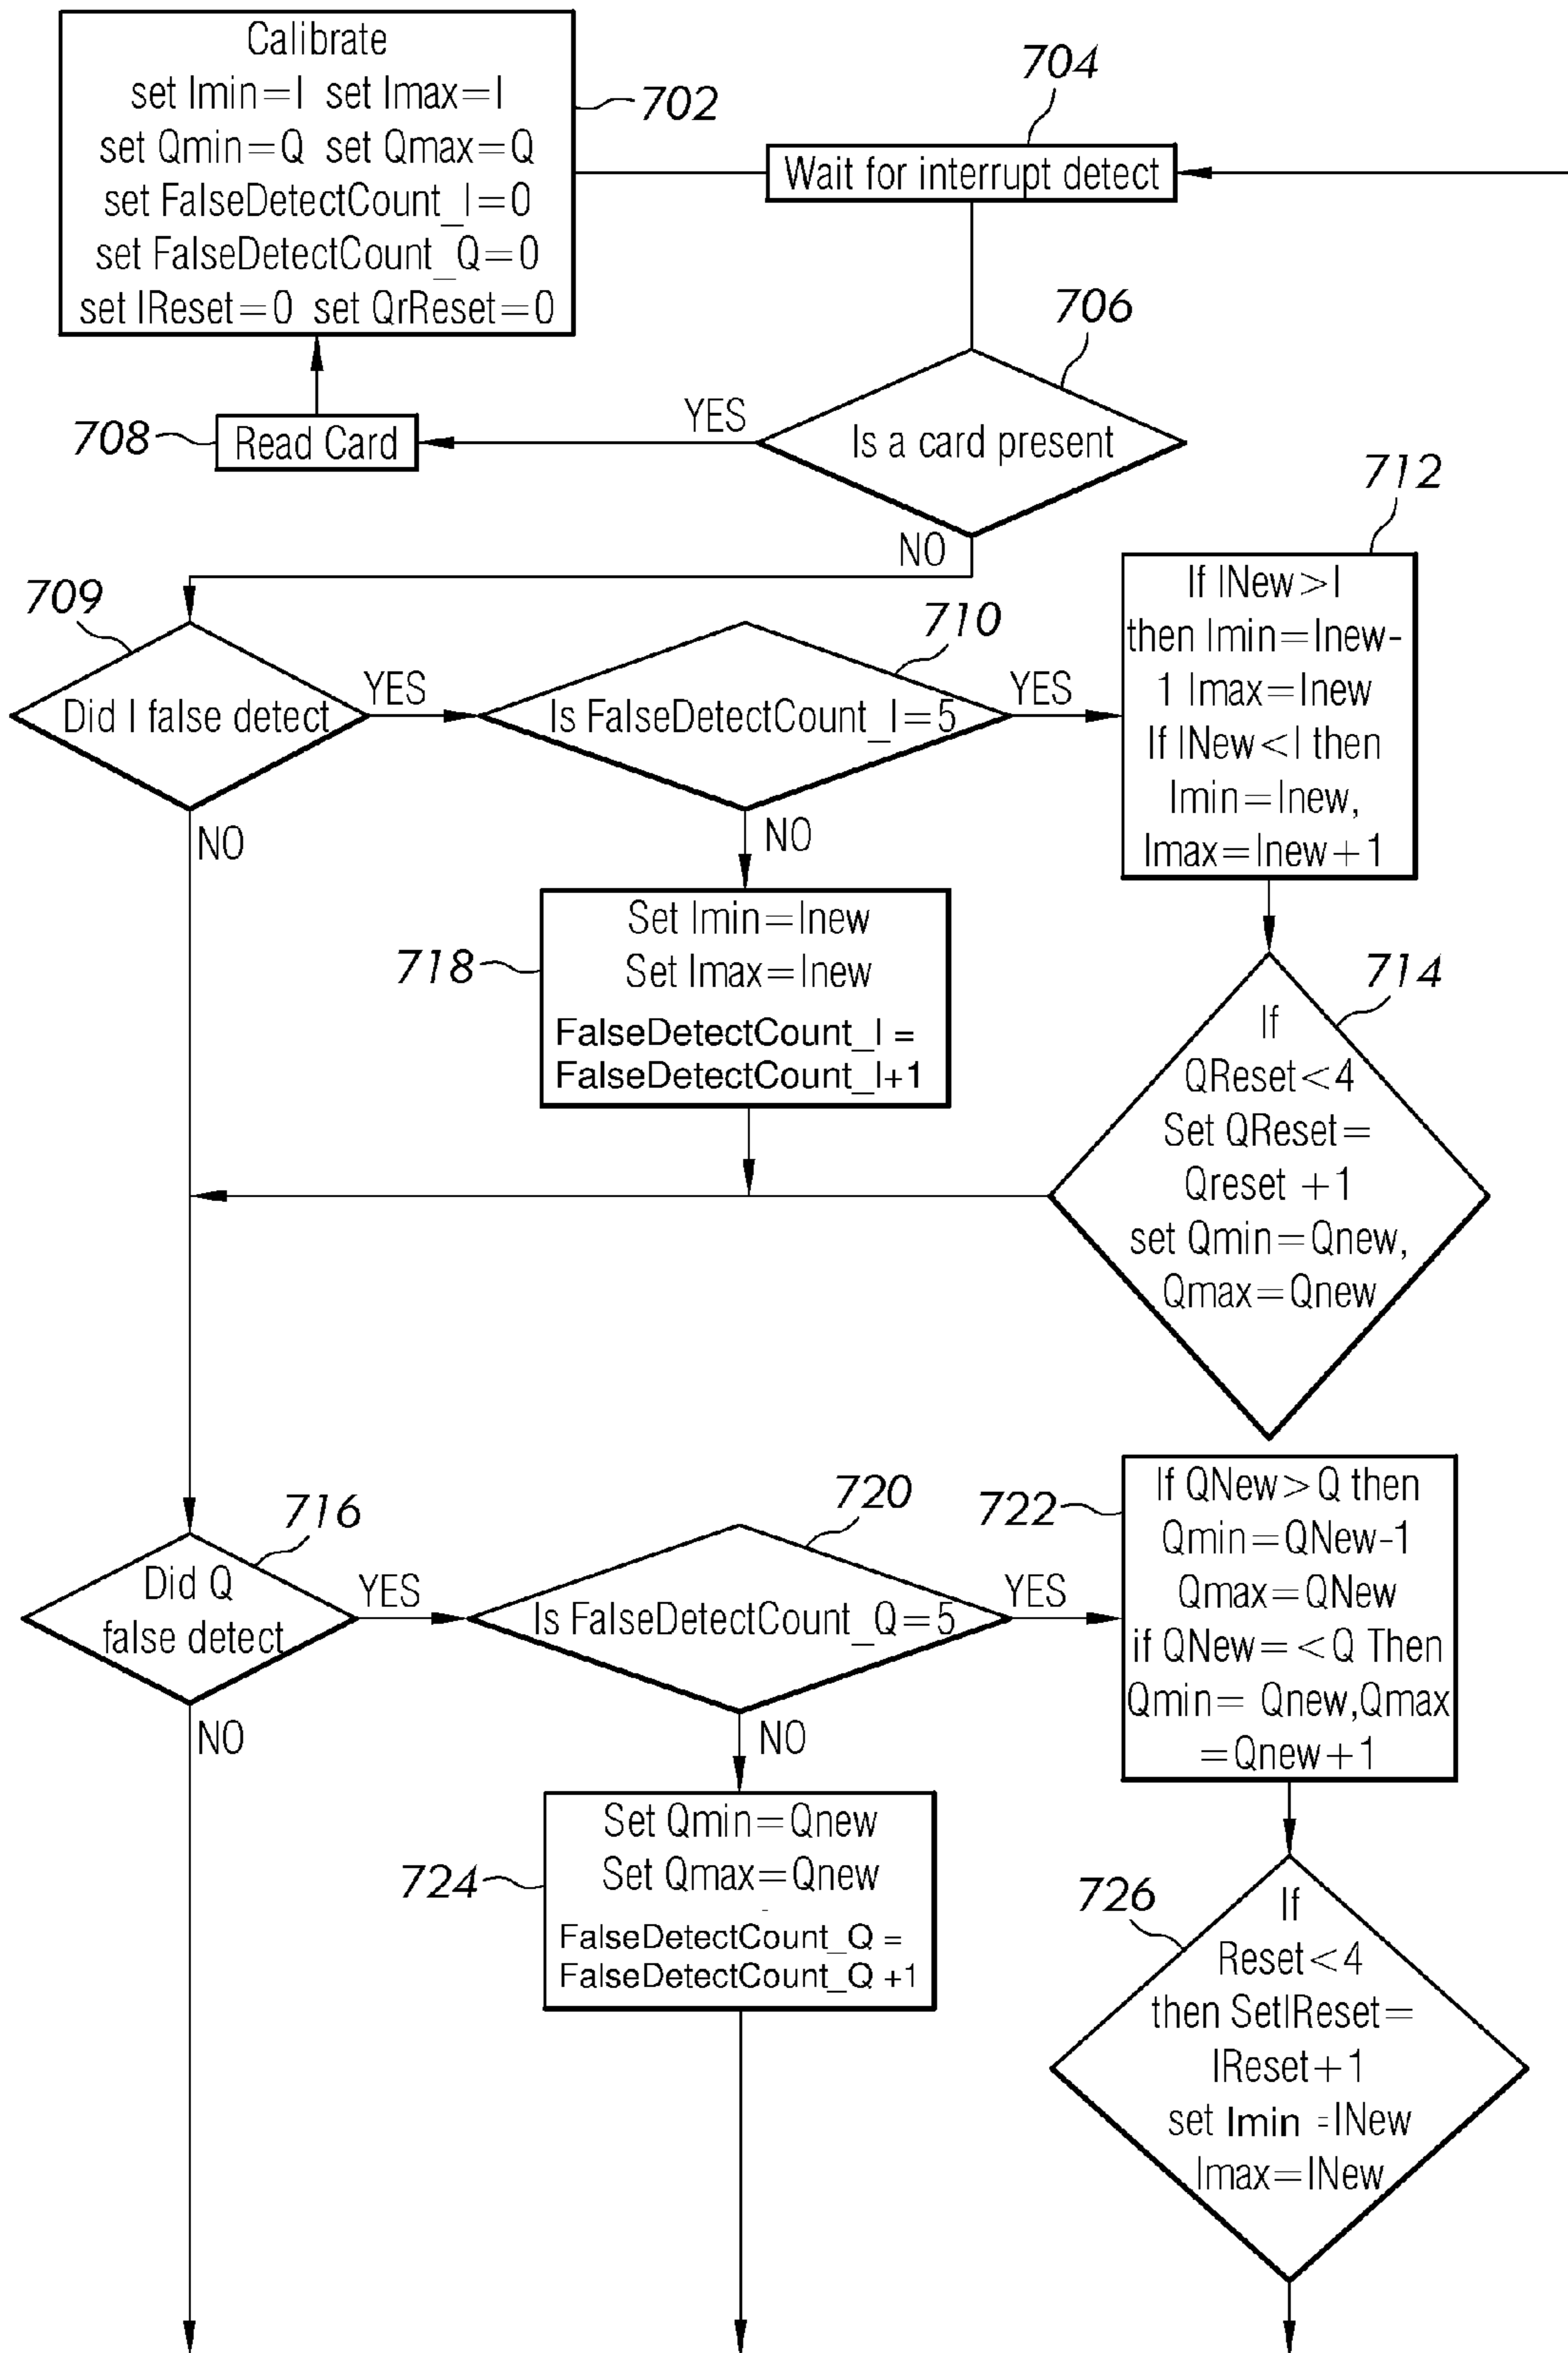 Calibrate
set Imin=I set Imax=I
set Qmin=Q set Qmax=Q
set FalseDetectCount_I=0
set FalseDetectCount_Q=0
set IReset=0 set QrReset=0
702
704
Wait for interrupt detect
706
Is a card present
YES
708
Read Card
NO
709
Did I false detect
YES
NO
710
Is FalseDetectCount_I=5
YES
NO
712
If INew>I
then Imin=Inew-
1 Imax=Inew
If INew<I then
Imin=Inew,
Imax=Inew+1
718
Set Imin=Inew
Set Imax=Inew
FalseDetectCount_I =
FalseDetectCount_I+1
714
If
QReset<4
Set QReset=
Qreset +1
set Qmin=Qnew,
Qmax=Qnew
716
Did Q
false detect
YES
NO
720
Is FalseDetectCount_Q=5
YES
NO
722
If QNew>Q then
Qmin=QNew-1
Qmax=QNew
if QNew=<Q Then
Qmin= Qnew,Qmax
=Qnew+1
724
Set Qmin=Qnew
Set Qmax=Qnew
FalseDetectCount_Q =
FalseDetectCount_Q +1
726
If
Reset<4
then SetIReset=
IReset+1
set Imin =INew
Imax=INew